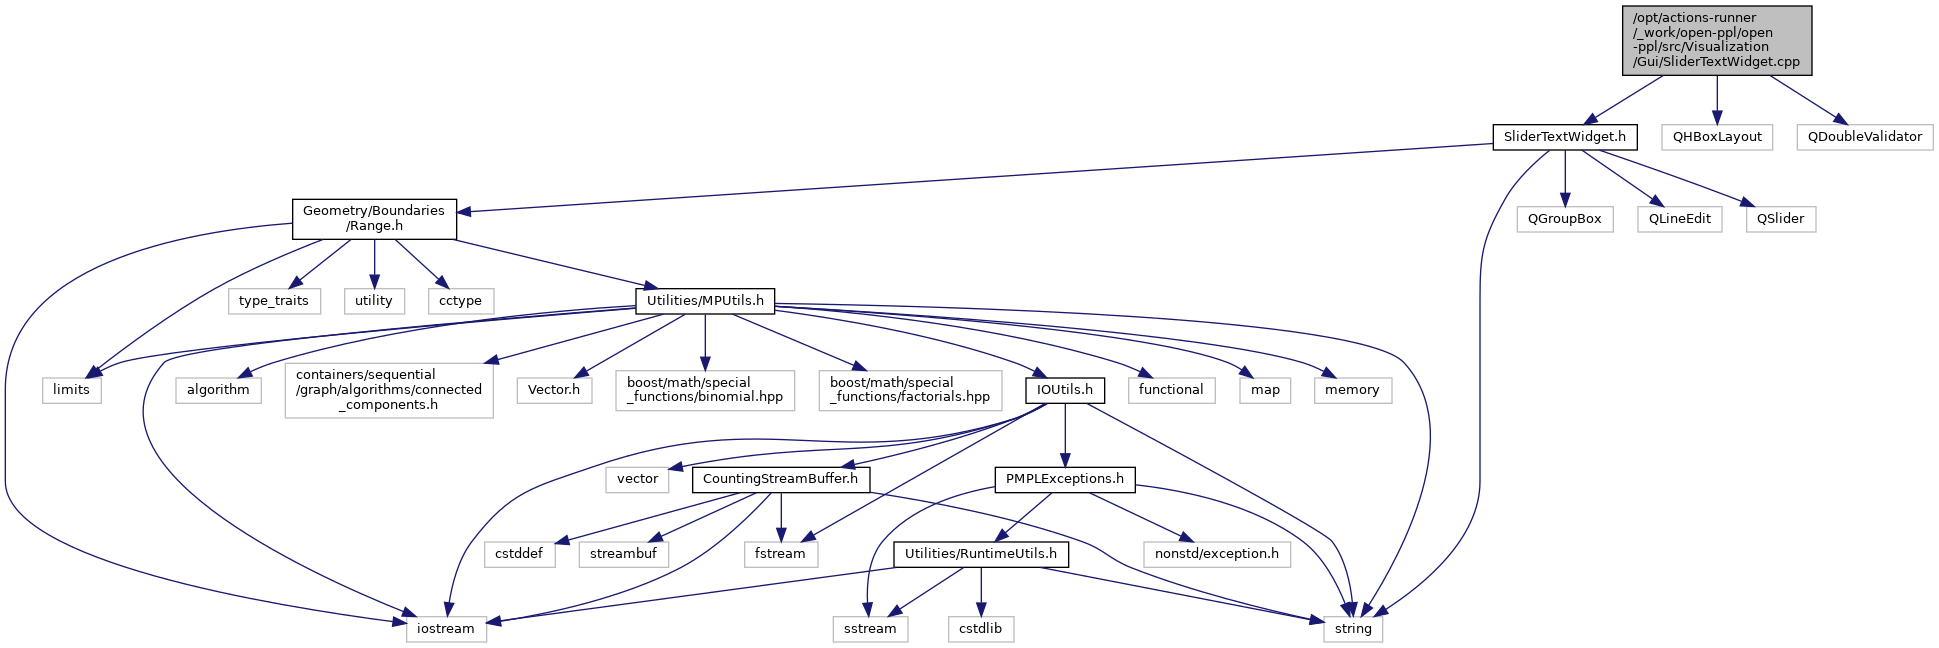 /opt/actions-runner
/_work/open-ppl/open
-ppl/src/Visualization
/Gui/SliderTextWidget.cpp
SliderTextWidget.h
QHBoxLayout
QDoubleValidator
Geometry/Boundaries
/Range.h
QGroupBox
QLineEdit
QSlider
type_traits
utility
cctype
Utilities/MPUtils.h
limits
algorithm
containers/sequential
/graph/algorithms/connected
_components.h
Vector.h
boost/math/special
_functions/binomial.hpp
boost/math/special
_functions/factorials.hpp
IOUtils.h
functional
map
memory
vector
CountingStreamBuffer.h
PMPLExceptions.h
cstddef
streambuf
fstream
Utilities/RuntimeUtils.h
nonstd/exception.h
iostream
sstream
cstdlib
string